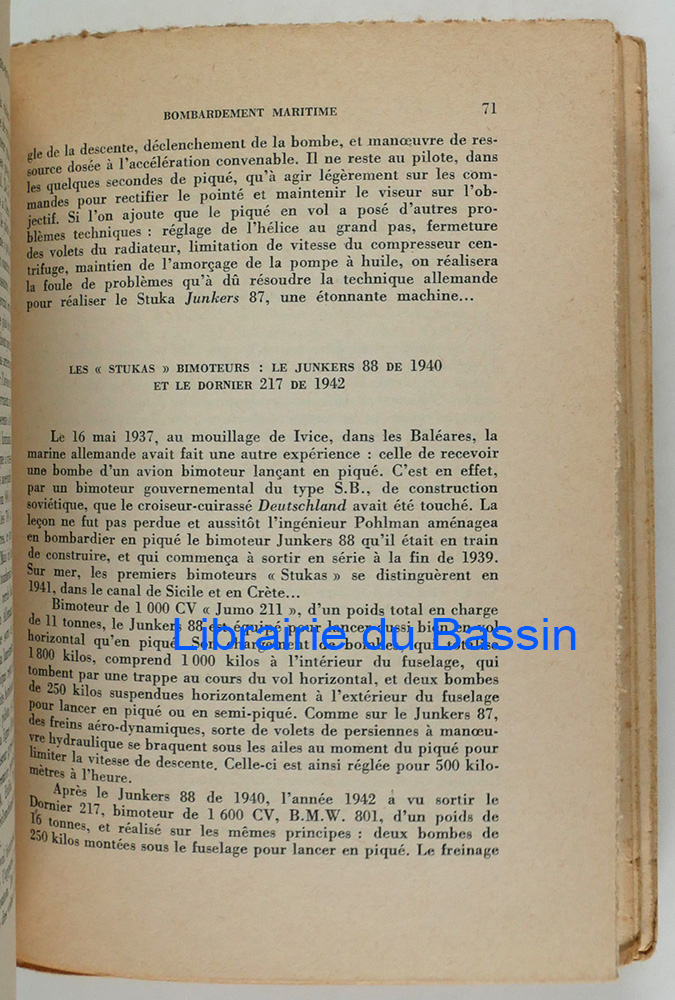 BOMBARDEMENT MARITIME 71
gle de la descente, déclenchement de la bombe, et manœuvre de res-
source dosée à l'accélération convenable. Il ne reste au pilote, dans
les quelques secondes de piqué, qu'à agir légèrement sur les com-
mandes pour rectifier le pointé et maintenir le viseur sur l'ob-
jectif. Si l'on ajoute que le piqué en vol a posé d'autres pro-
blèmes techniques : réglage de l'hélice au grand pas, fermeture
des volets du radiateur, limitation de vitesse du compresseur cen-
trifuge, maintien de l'amorçage de la pompe à huile, on réalisera
la foule de problèmes qu'à dû résoudre la technique allemande
pour réaliser le Stuka Junkers 87, une étonnante machine...
LES « STUKAS » BIMOTEURS : LE JUNKERS 88 DE 1940
ET LE DORNIER 217 DE 1942
Le 16 mai 1937, au mouillage de Ivice, dans les Baléares, la
marine allemande avait fait une autre expérience : celle de recevoir
une bombe d'un avion bimoteur lançant en piqué. C'est en effet,
par un bimoteur gouvernemental du type S.B., de construction
soviétique, que le croiseur-cuirassé Deutschland avait été touché. La
leçon ne fut pas perdue et aussitôt l'ingénieur Pohlman aménagea
en bombardier en piqué le bimoteur Junkers 88 qu'il était en train
de construire, et qui commença à sortir en série à la fin de 1939.
Sur mer, les premiers bimoteurs « Stukas » se distinguèrent en
1941, dans le canal de Sicile et en Crète...
Bimoteur de 1 000 CV « Jumo 211 », d'un poids total en charge
de 11 tonnes, le Junkers 88 est équipé pour lancer aussi bien en vol
horizontal qu'en piqué. Son chargement de bombes, qui totalise
1 800 kilos, comprend 1 000 kilos à l'intérieur du fuselage, qui
tombent par une trappe au cours du vol horizontal, et deux bombes
de 250 kilos suspendues horizontalement à l'extérieur du fuselage
pour lancer en piqué ou en semi-piqué. Comme sur le Junkers 87,
des freins aéro-dynamiques, sorte de volets de persiennes à manœu-
vre hydraulique se braquent sous les ailes au moment du piqué pour
limiter la vitesse de descente. Celle-ci est ainsi réglée pour 500 kilo-
mètres à l'heure.
Après le Junkers 88 de 1940, l'année 1942 a vu sortir le
Dornier 217, bimoteur de 1 600 CV, B.M.W. 801, d'un poids de
16 tonnes, et réalisé sur les mêmes principes : deux bombes de
250 kilos montées sous le fuselage pour lancer en piqué. Le freinage
Librairie du Bassin